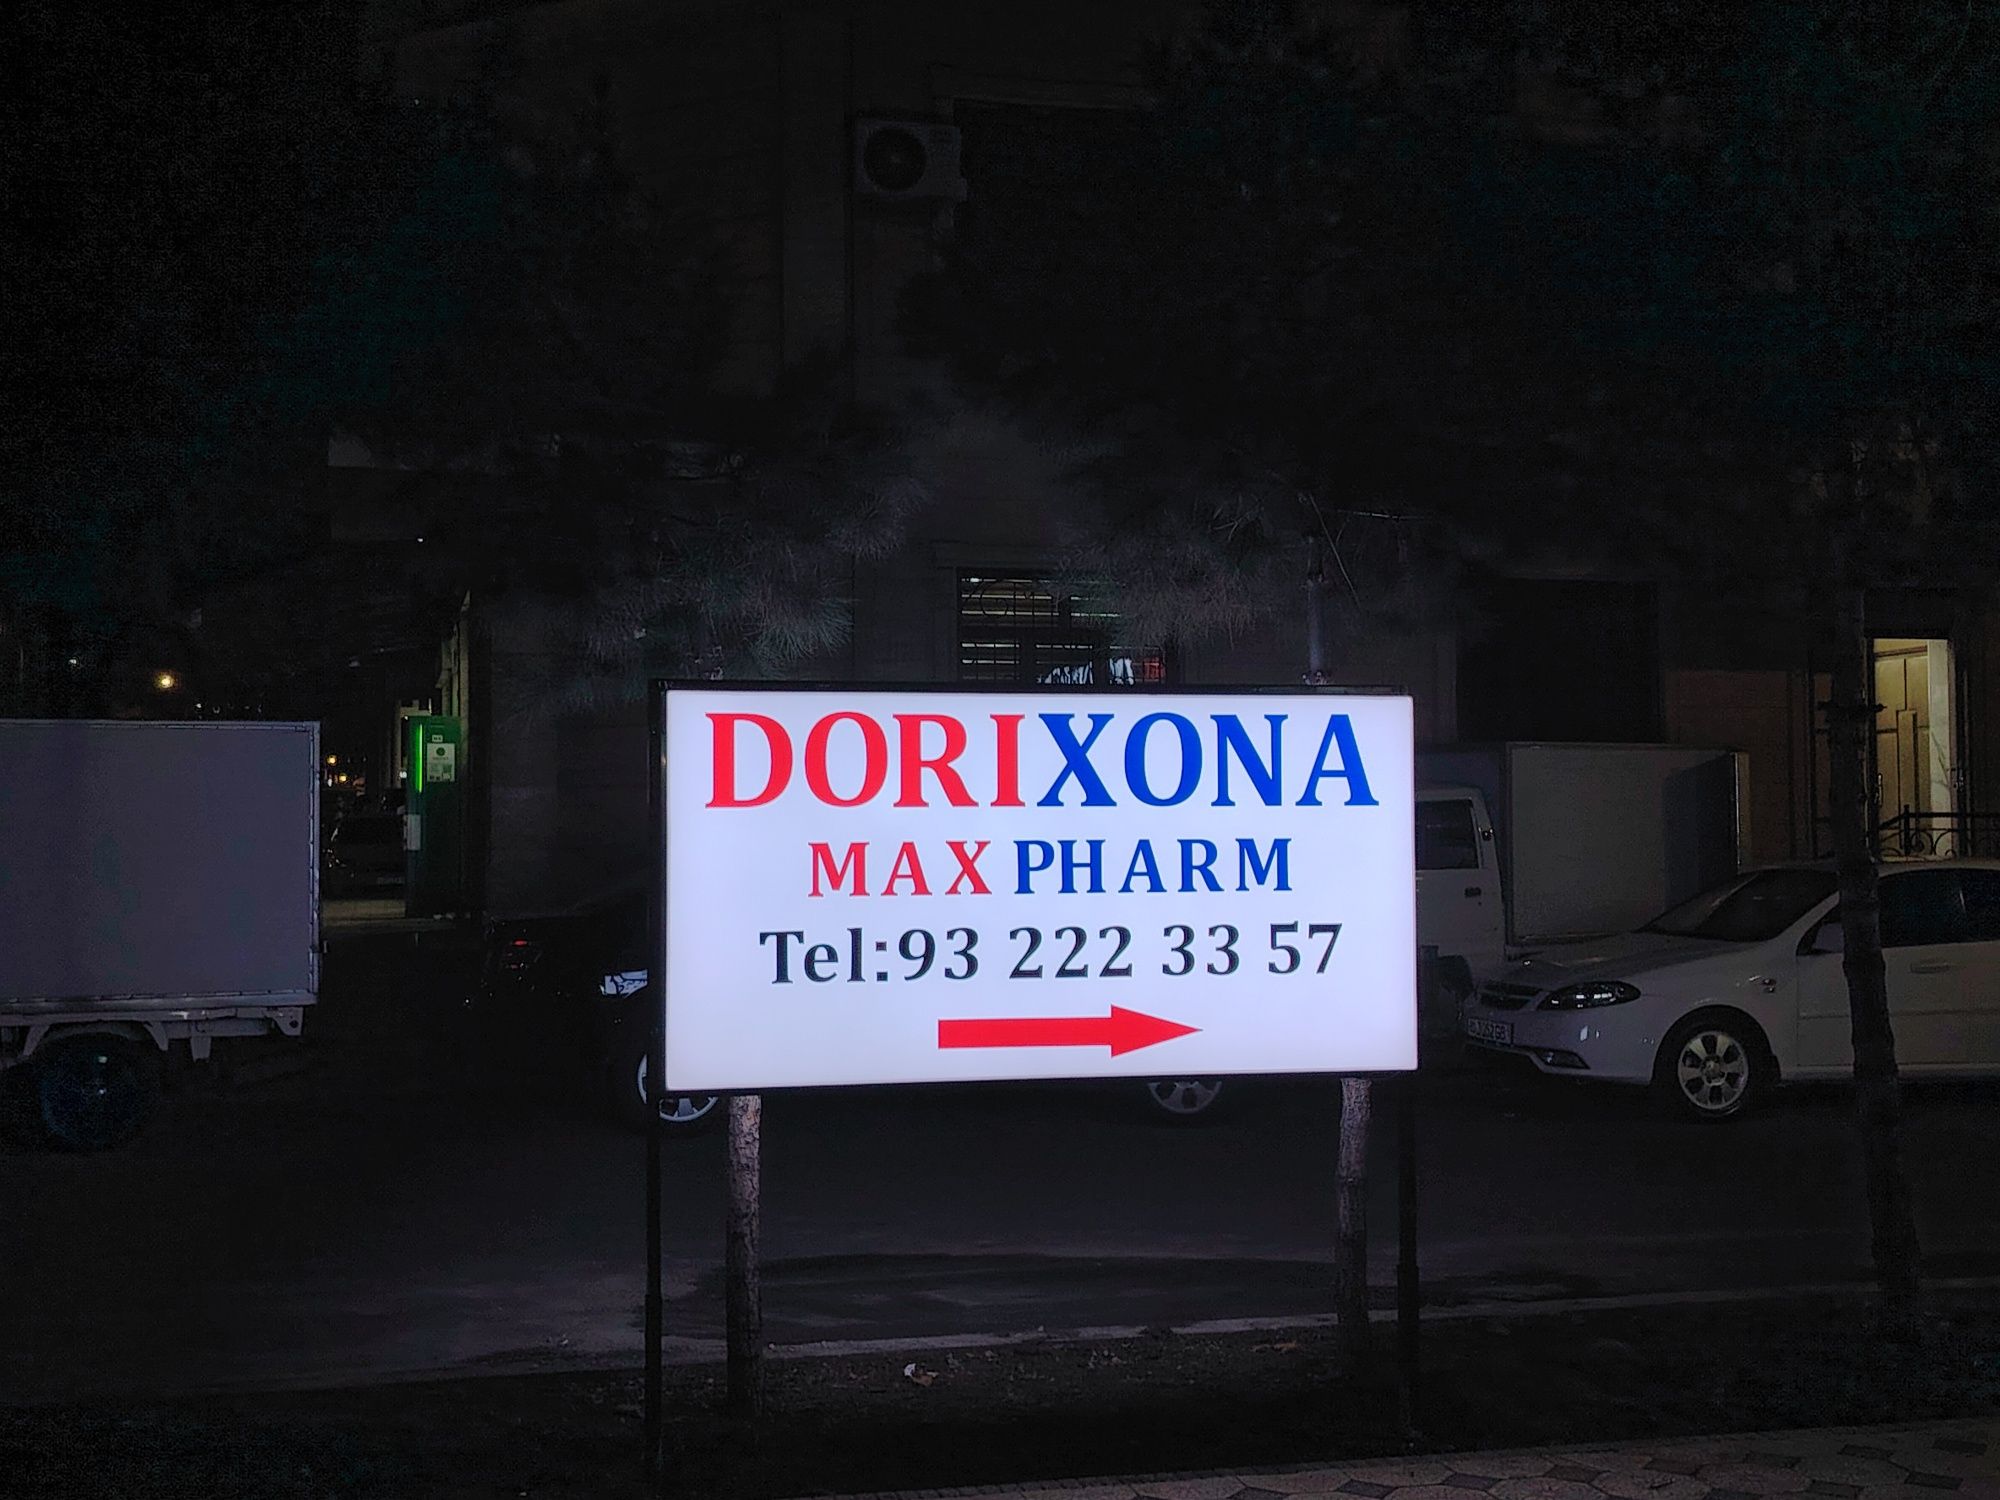 DORIXONA
MAX PHARM
Tel:93 222 33 57